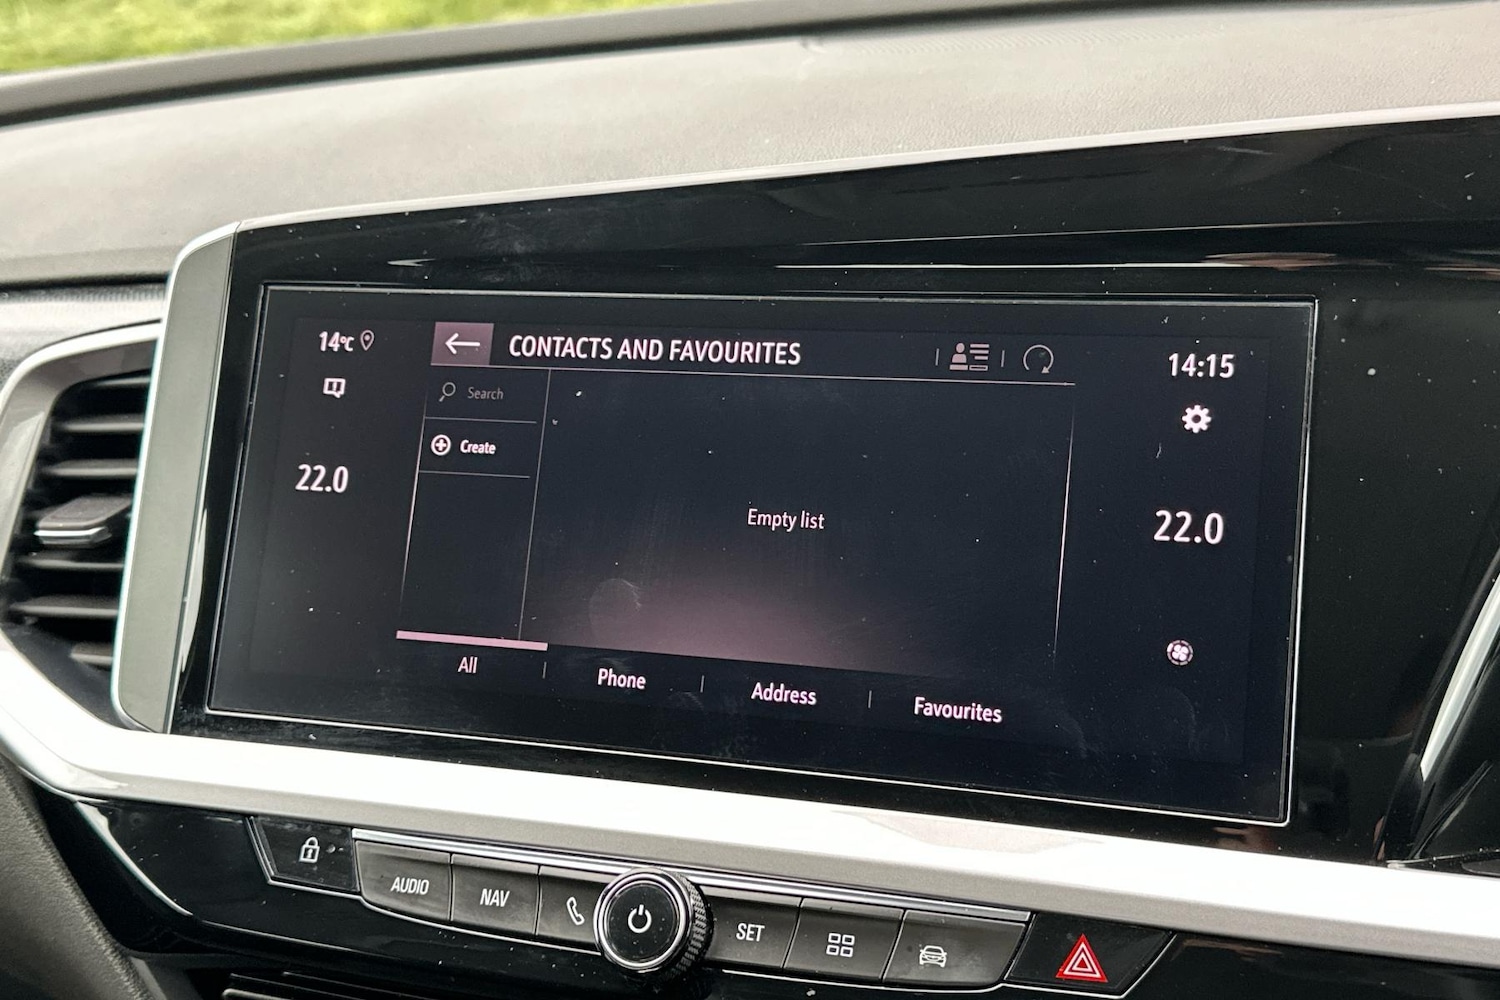 14°C
CONTACTS AND FAVOURITES
14:15
Search
Create
22.0
Empty list
22.0
All
Phone
Address
Favourites
AUDIO
NAV
SET